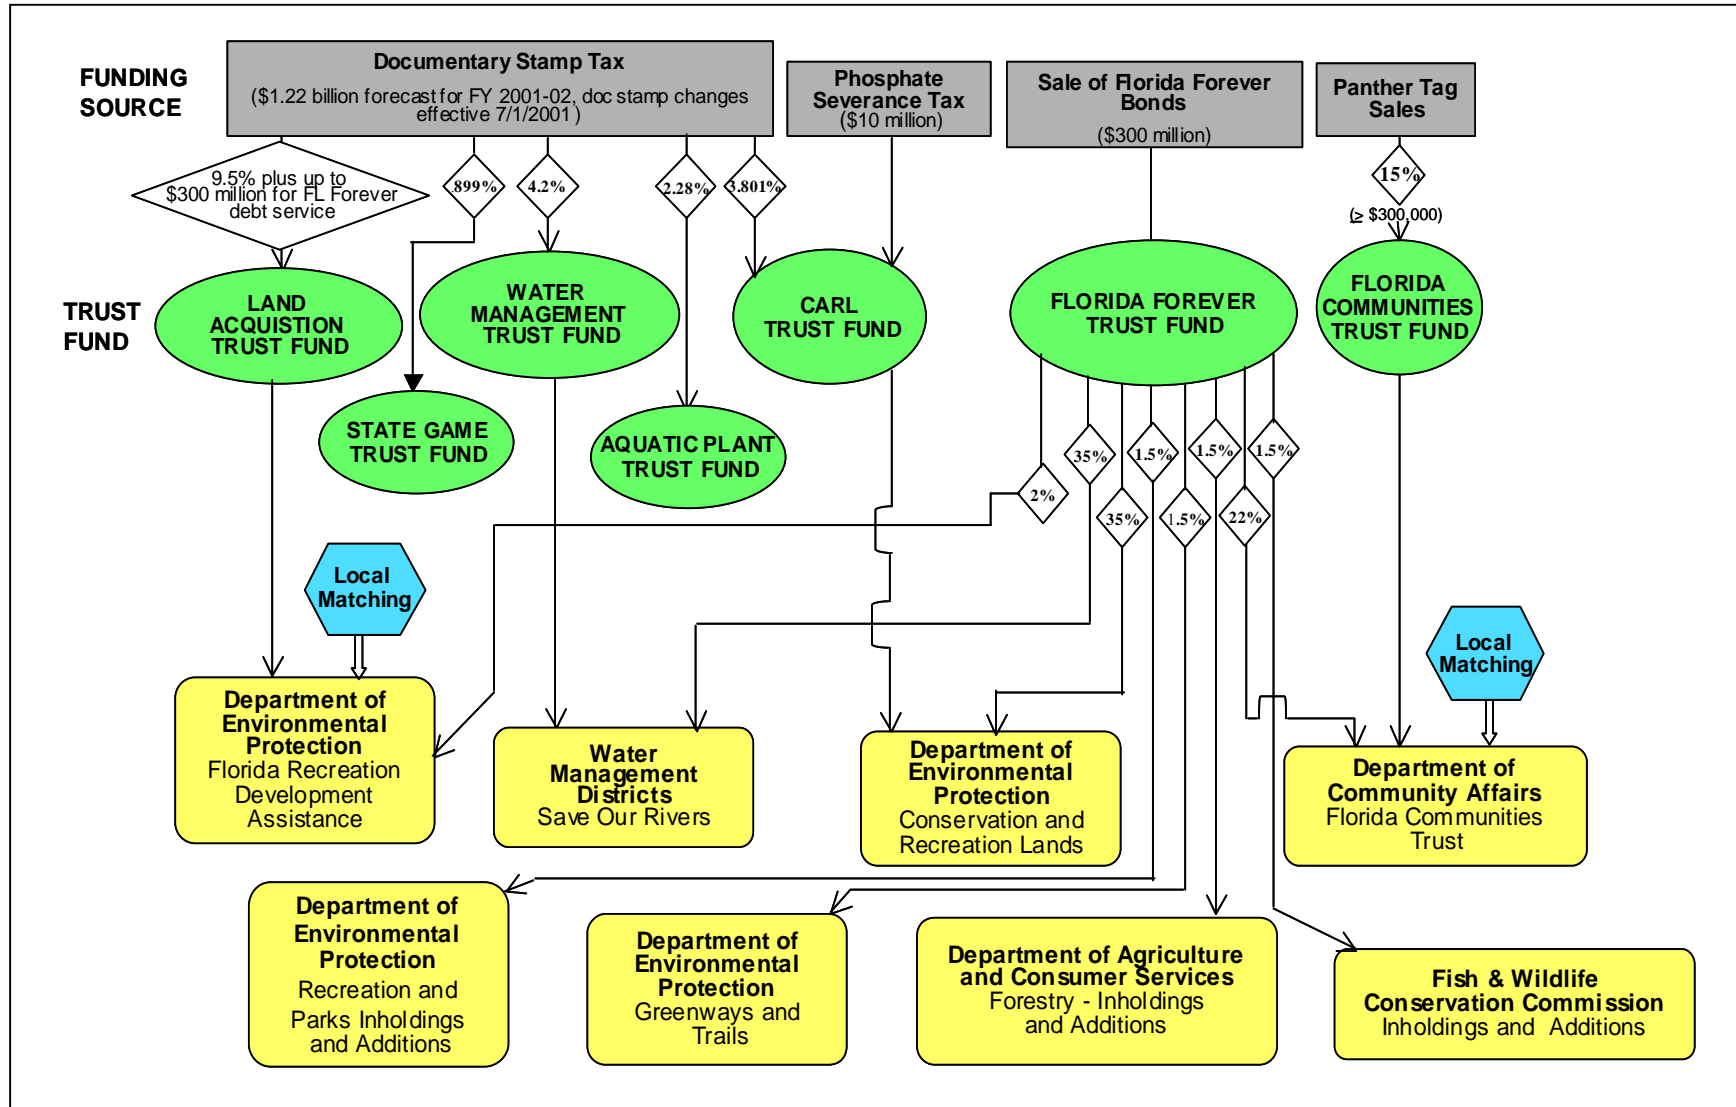 FUNDING
SOURCE
Documentary Stamp Tax
($1.22 billion forecast for FY 2001-02, doc stamp changes
effective 7/1/2001)
Phosphate
Severance Tax
($10 million)
Sale of Florida Forever
Bonds
($300 million)
Panther Tag
Sales
9.5% plus up to
$300 million for FL Forever
debt service
.899%
4.2%
2.28%
3.801%
15%
(≥ $300,000)
TRUST
FUND
LAND
ACQUISTION
TRUST FUND
WATER
MANAGEMENT
TRUST FUND
CARL
TRUST FUND
FLORIDA FOREVER
TRUST FUND
FLORIDA
COMMUNITIES
TRUST FUND
STATE GAME
TRUST FUND
AQUATIC PLANT
TRUST FUND
35%
1.5%
1.5%
1.5%
2%
35%
1.5%
22%
Local
Matching
Local
Matching
Department of
Environmental
Protection
Florida Recreation
Development
Assistance
Water
Management
Districts
Save Our Rivers
Department of
Environmental
Protection
Conservation and
Recreation Lands
Department of
Community Affairs
Florida Communities
Trust
Department of
Environmental
Protection
Recreation and
Parks Inholdings
and Additions
Department of
Environmental
Protection
Greenways and
Trails
Department of Agriculture
and Consumer Services
Forestry - Inholdings
and Additions
Fish & Wildlife
Conservation Commission
Inholdings and Additions